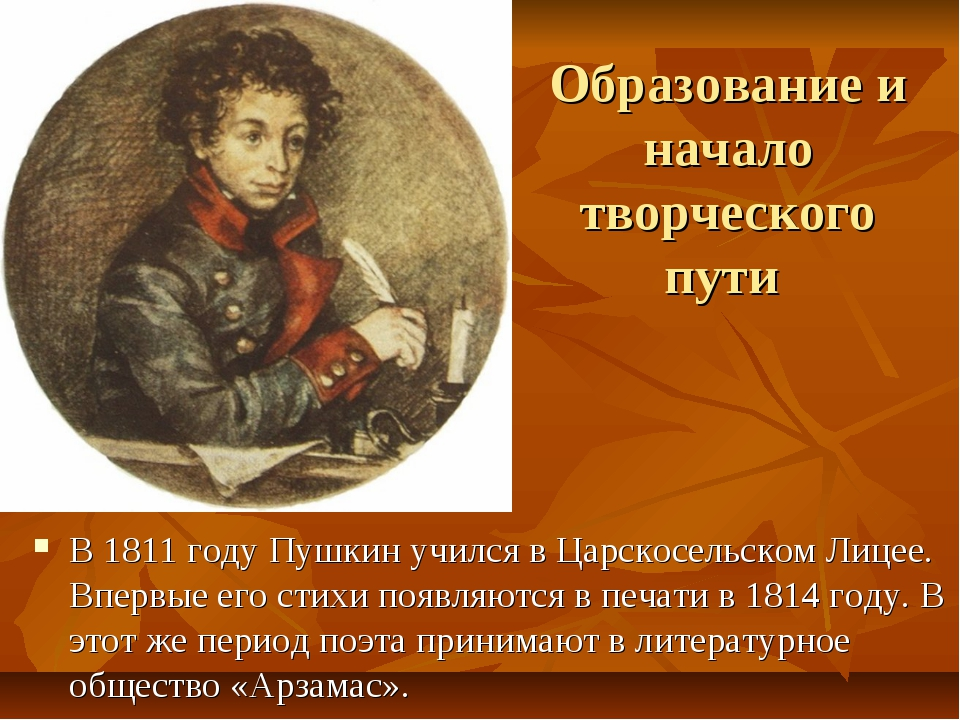 Образование и
начало
творческого
пути
В 1811 году Пушкин учился в Царскосельском Лицее.
Впервые его стихи появляются в печати в 1814 году. В
этот же период поэта принимают в литературное
общество «Арзамас».